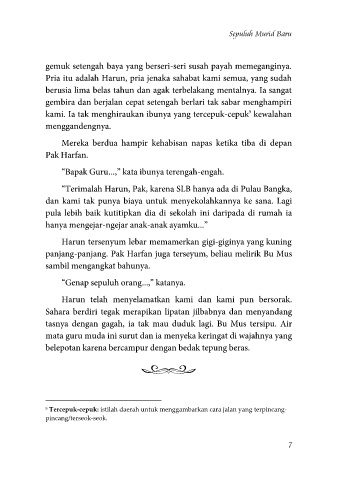 Sepuluh Murid Baru
gemuk setengah baya yang berseri-seri susah payah memeganginya.
Pria itu adalah Harun, pria jenaka sahabat kami semua, yang sudah
berusia lima belas tahun dan agak terbelakang mentalnya. Ia sangat
gembira dan berjalan cepat setengah berlari tak sabar menghampiri
kami. Ia tak menghiraukan ibunya yang tercepuk-cepuk⁶ kewalahan
menggandengnya.
Mereka berdua hampir kehabisan napas ketika tiba di depan
Pak Harfan.
“Bapak Guru...,” kata ibunya terengah-engah.
“Terimalah Harun, Pak, karena SLB hanya ada di Pulau Bangka,
dan kami tak punya biaya untuk menyekolahkannya ke sana. Lagi
pula lebih baik kutitipkan dia di sekolah ini daripada di rumah ia
hanya mengejar-ngejar anak-anak ayamku...”
Harun tersenyum lebar memamerkan gigi-giginya yang kuning
panjang-panjang. Pak Harfan juga terseyum, beliau melirik Bu Mus
sambil mengangkat bahunya.
“Genap sepuluh orang...,” katanya.
Harun telah menyelamatkan kami dan kami pun bersorak.
Sahara berdiri tegak merapikan lipatan jilbabnya dan menyandang
tasnya dengan gagah, ia tak mau duduk lagi. Bu Mus tersipu. Air
mata guru muda ini surut dan ia menyeka keringat di wajahnya yang
belepotan karena bercampur dengan bedak tepung beras.
⁶ Tercepuk-cepuk: istilah daerah untuk menggambarkan cara jalan yang terpincang-
pincang/terseok-seok.
7